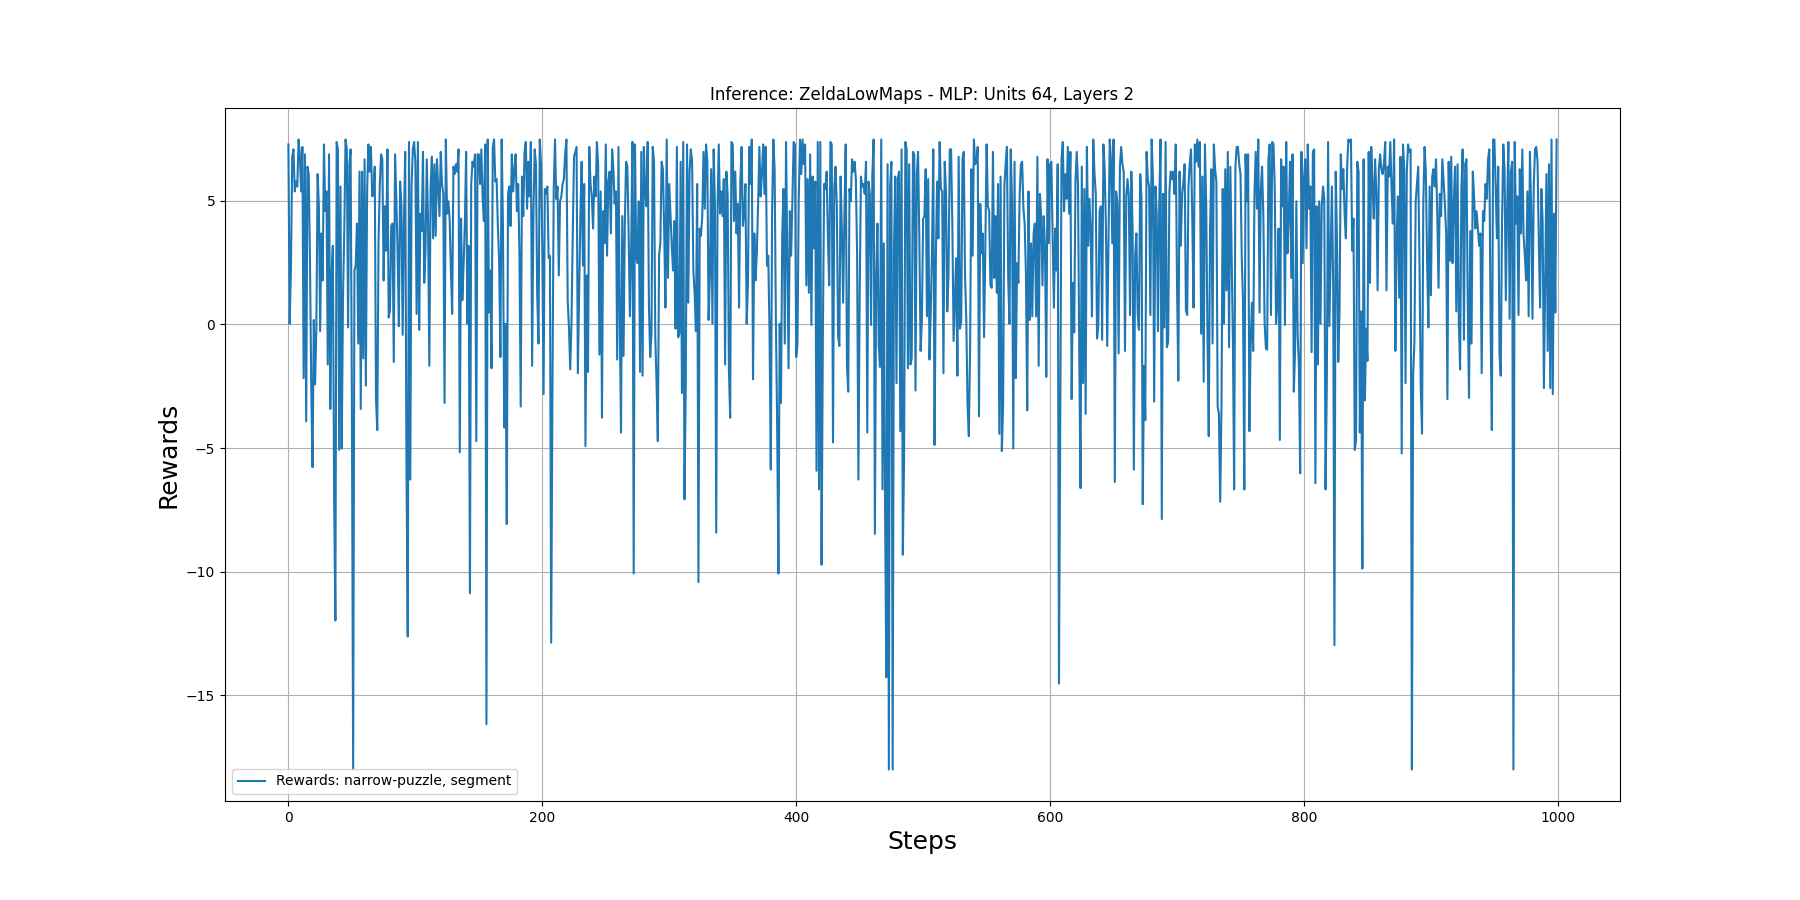 Inference: ZeldaLowMaps - MLP: Units 64, Layers 2
Rewards
5
0
−5
−10
−15
Rewards: narrow-puzzle, segment
0 200 400 600 800 1000
Steps